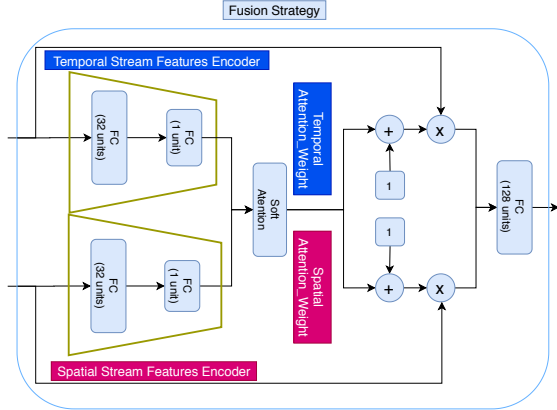 Fusion Strategy
Temporal Stream Features Encoder
FC
(32 units)
FC
(1 unit)
Soft
Atention
Temporal
Attention_Weight
+
x
1
1
Spatial
Attention_Weight
+
x
FC
(128 units)
FC
(32 units)
FC
(1 unit)
Spatial Stream Features Encoder